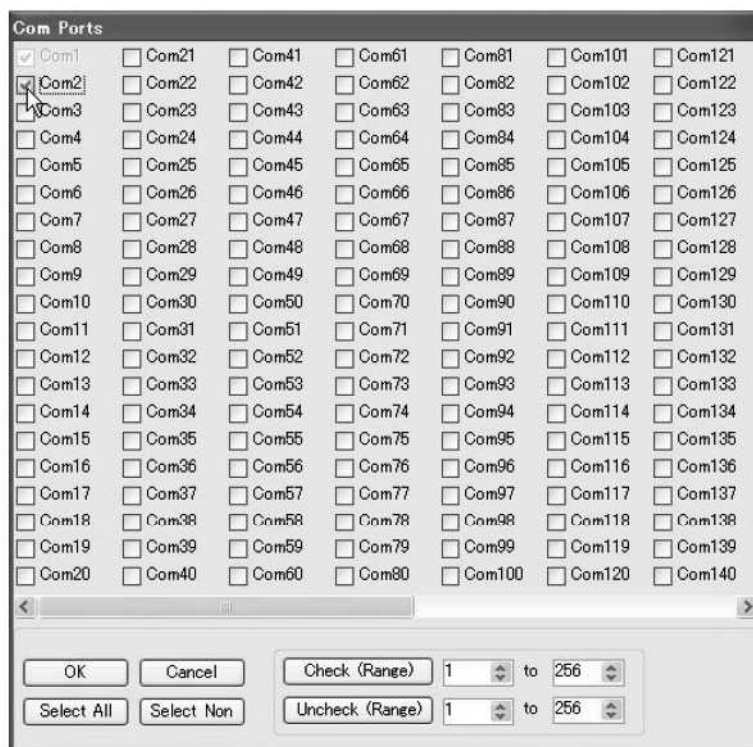 Com Ports
Com1 Com21 Com41 Com61 Com81 Com101 Com121
Com2 Com22 Com42 Com62 Com82 Com102 Com122
Com3 Com23 Com43 Com63 Com83 Com103 Com123
Com4 Com24 Com44 Com64 Com84 Com104 Com124
Com5 Com25 Com45 Com65 Com85 Com105 Com125
Com6 Com26 Com46 Com66 Com86 Com106 Com126
Com7 Com27 Com47 Com67 Com87 Com107 Com127
Com8 Com28 Com48 Com68 Com88 Com108 Com128
Com9 Com29 Com49 Com69 Com89 Com109 Com129
Com10 Com30 Com50 Com70 Com90 Com110 Com130
Com11 Com31 Com51 Com71 Com91 Com111 Com131
Com12 Com32 Com52 Com72 Com92 Com112 Com132
Com13 Com33 Com53 Com73 Com93 Com113 Com133
Com14 Com34 Com54 Com74 Com94 Com114 Com134
Com15 Com35 Com55 Com75 Com95 Com115 Com135
Com16 Com36 Com56 Com76 Com96 Com116 Com136
Com17 Com37 Com57 Com77 Com97 Com117 Com137
Com18 Com38 Com58 Com78 Com98 Com118 Com138
Com19 Com39 Com59 Com79 Com99 Com119 Com139
Com20 Com40 Com60 Com80 Com100 Com120 Com140
OK Cancel Check (Range) 1 to 256
Select All Select Non Uncheck (Range) 1 to 256